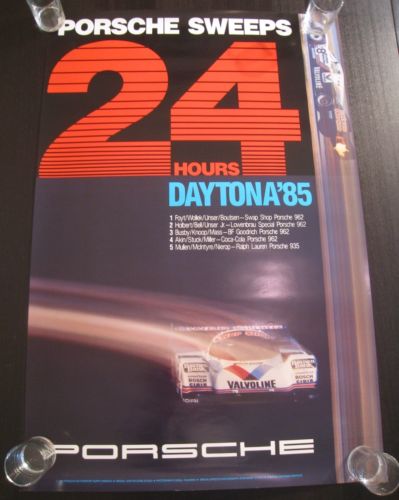 PORSCHE SWEEPS
24
HOURS
DAYTONA'85
1 Foyt/Wollek/Unser/Boutsen—Swap Shop Porsche 962
2 Holbert/Bell/Unser Jr.—Lowenbrau Special Porsche 962
3 Busby/Knoop/Mass—BF Goodrich Porsche 962
4 Akin/Stuck/Miller—Coca-Cola Porsche 962
5 Mullen/McIntyre/Nierop—Ralph Lauren Porsche 935
BOSCH
VALVOLINE
BOSCH
PORSCHE